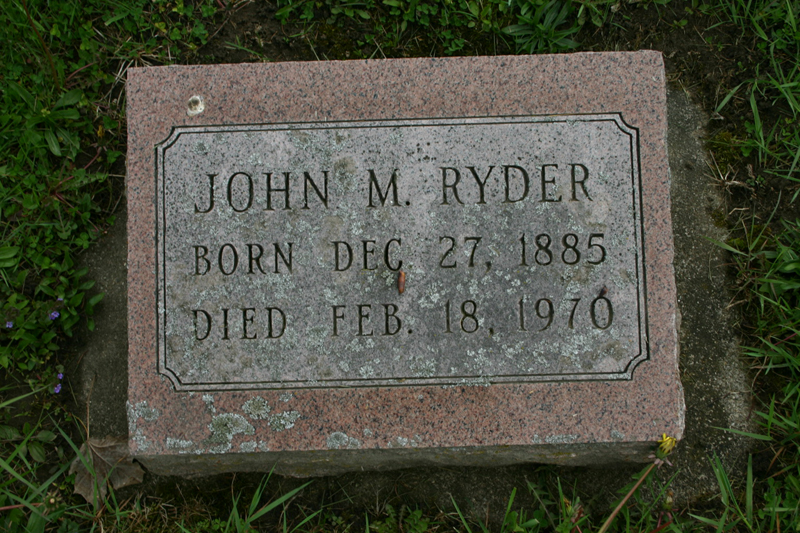 JOHN M. RYDER
BORN DEC. 27, 1885
DIED FEB. 18, 1970